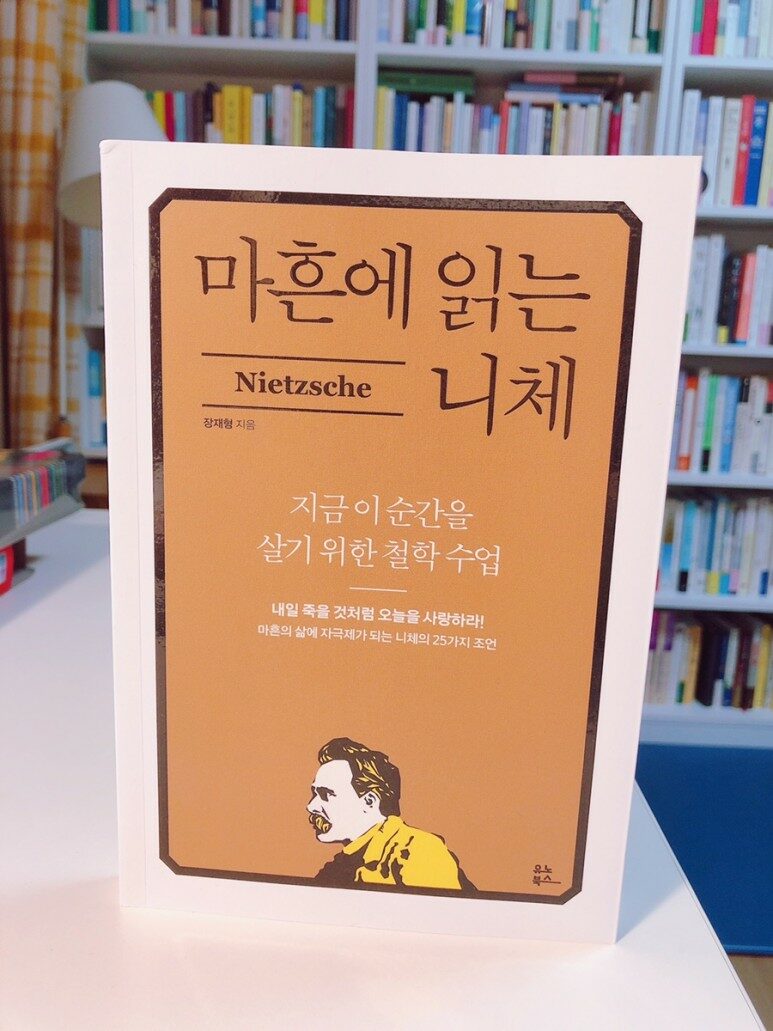 마흔에 읽는
니체
Nietzsche
장재형 지음
지금 이 순간을
살기 위한 철학 수업
내일 죽을 것처럼 오늘을 사랑하라!
마흔의 삶에 자극제가 되는 니체의 25가지 조언
유노
북스